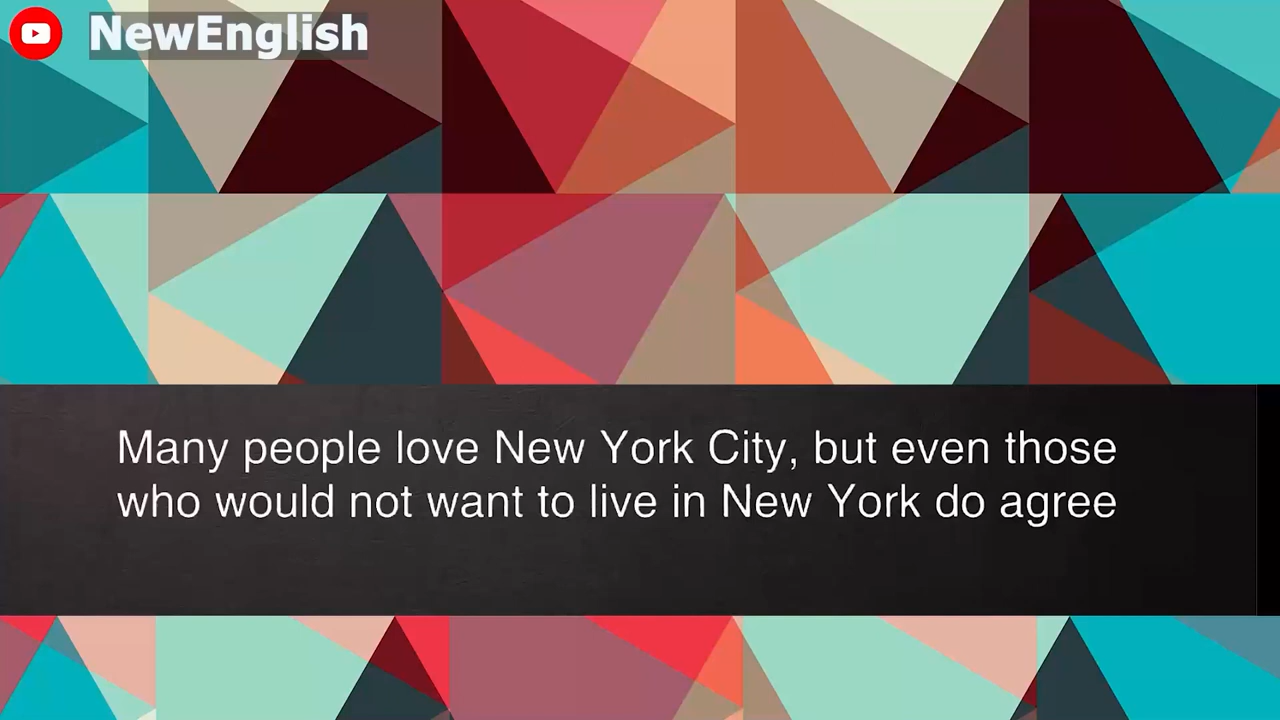 NewEnglish
Many people love New York City, but even those
who would not want to live in New York do agree